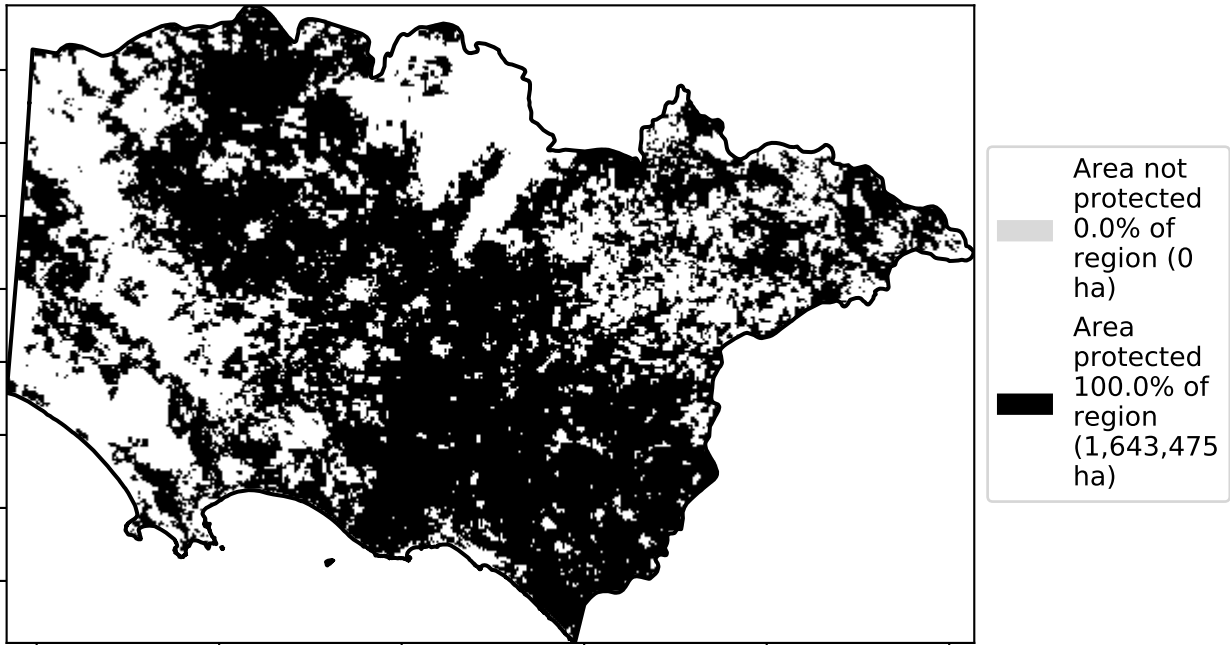 Area not
protected
0.0% of
region (0
ha)
Area
protected
100.0% of
region
(1,643,475
ha)